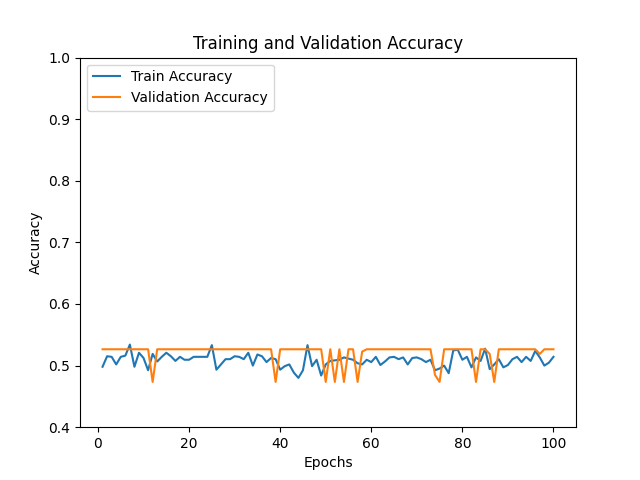 Training and Validation Accuracy
Train Accuracy
Validation Accuracy
1.0
0.9
0.8
0.7
0.6
0.5
0.4
Accuracy
0 20 40 60 80 100
Epochs